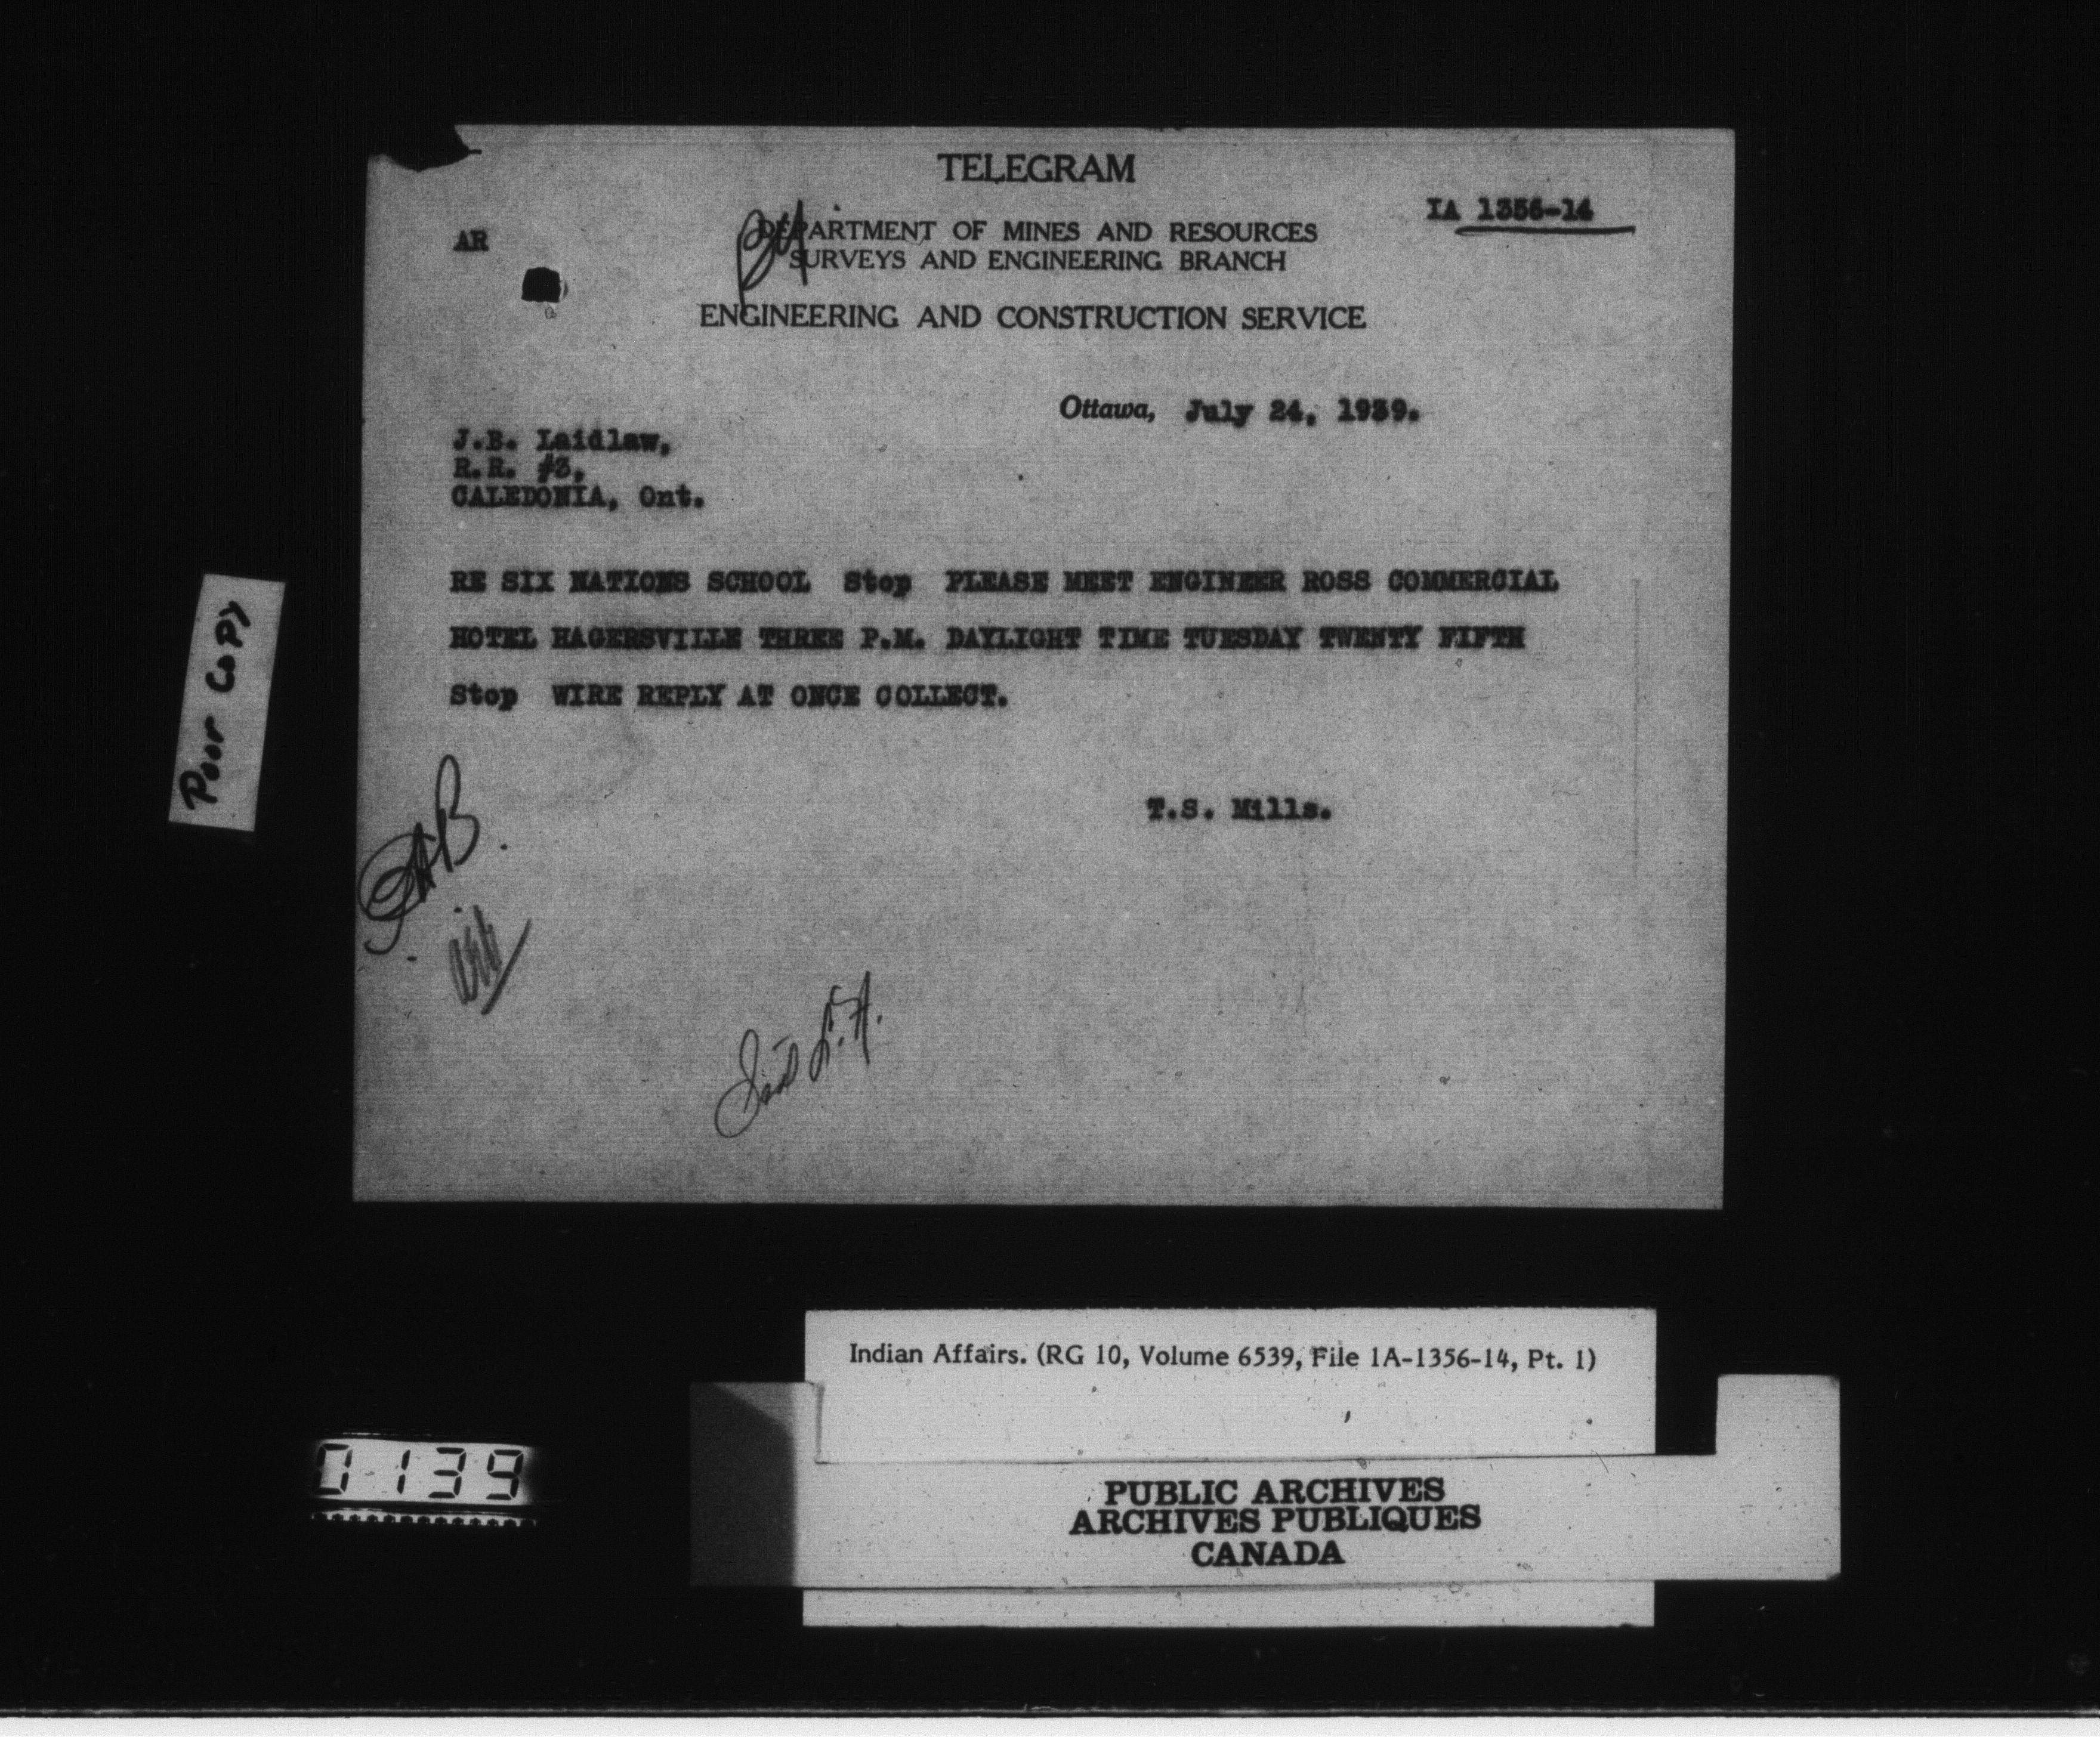 TELEGRAM
IA 1356-14
AR
DEPARTMENT OF MINES AND RESOURCES
SURVEYS AND ENGINEERING BRANCH
ENGINEERING AND CONSTRUCTION SERVICE
Ottawa, July 24, 1939.
J.B. Laidlaw,
R.R. #3,
CALEDONIA, Ont.
RE SIX NATIONS SCHOOL Stop PLEASE MEET ENGINEER ROSS COMMERCIAL
HOTEL HAGERSVILLE THREE P.M. DAYLIGHT TIME TUESDAY TWENTY FIFTH
Stop WIRE REPLY AT ONCE COLLECT.
T.S. Mills.
Poor Copy
Indian Affairs. (RG 10, Volume 6539, File 1A-1356-14, Pt. 1)
0139
PUBLIC ARCHIVES
ARCHIVES PUBLIQUES
CANADA